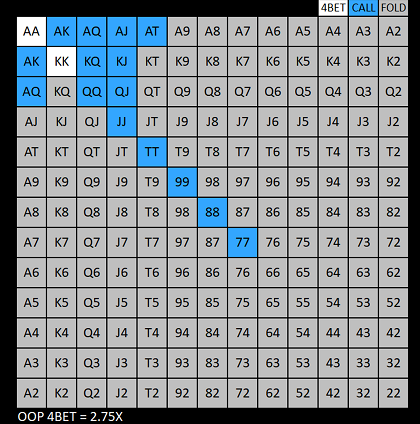 4BET CALL FOLD
AA AK AQ AJ AT A9 A8 A7 A6 A5 A4 A3 A2
AK KK KQ KJ KT K9 K8 K7 K6 K5 K4 K3 K2
AQ KQ QQ QJ QT Q9 Q8 Q7 Q6 Q5 Q4 Q3 Q2
AJ KJ QJ JJ JT J9 J8 J7 J6 J5 J4 J3 J2
AT KT QT JT TT T9 T8 T7 T6 T5 T4 T3 T2
A9 K9 Q9 J9 T9 99 98 97 96 95 94 93 92
A8 K8 Q8 J8 T8 98 88 87 86 85 84 83 82
A7 K7 Q7 J7 T7 97 87 77 76 75 74 73 72
A6 K6 Q6 J6 T6 96 86 76 66 65 64 63 62
A5 K5 Q5 J5 T5 95 85 75 65 55 54 53 52
A4 K4 Q4 J4 T4 94 84 74 64 54 44 43 42
A3 K3 Q3 J3 T3 93 83 73 63 53 43 33 32
A2 K2 Q2 J2 T2 92 82 72 62 52 42 32 22
OOP 4BET = 2.75X